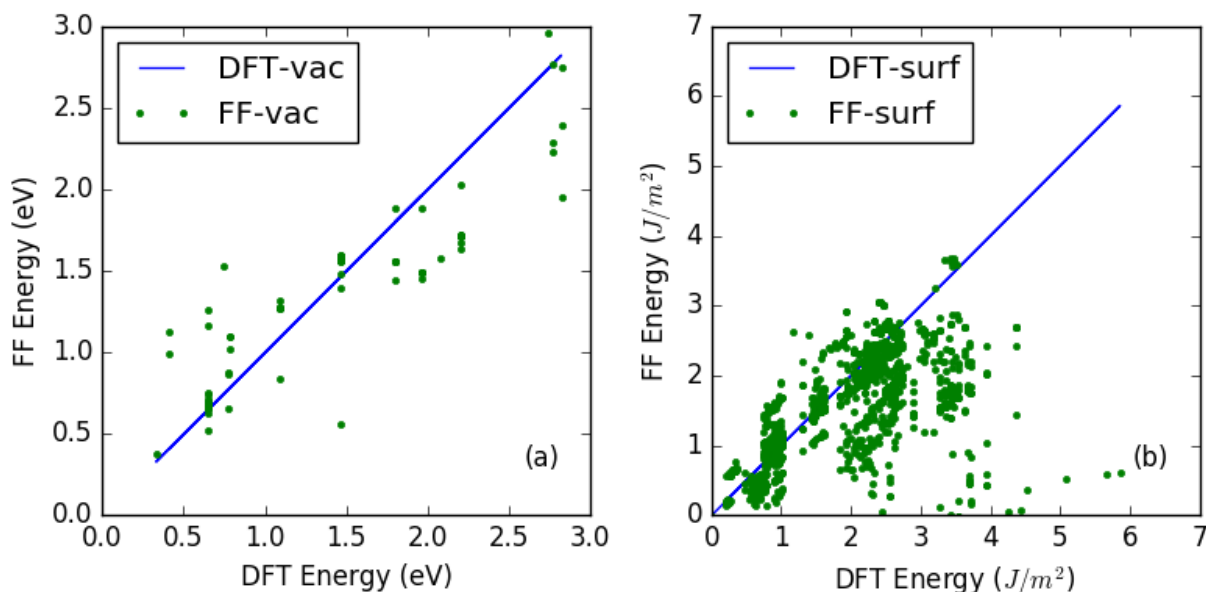 3.0
2.5
2.0
1.5
1.0
0.5
0.0
FF Energy (eV)
DFT-vac
FF-vac
(a)
0.0 0.5 1.0 1.5 2.0 2.5 3.0
DFT Energy (eV)
7
6
5
4
3
2
1
0
FF Energy (J/m²)
DFT-surf
FF-surf
(b)
0 1 2 3 4 5 6 7
DFT Energy (J/m²)